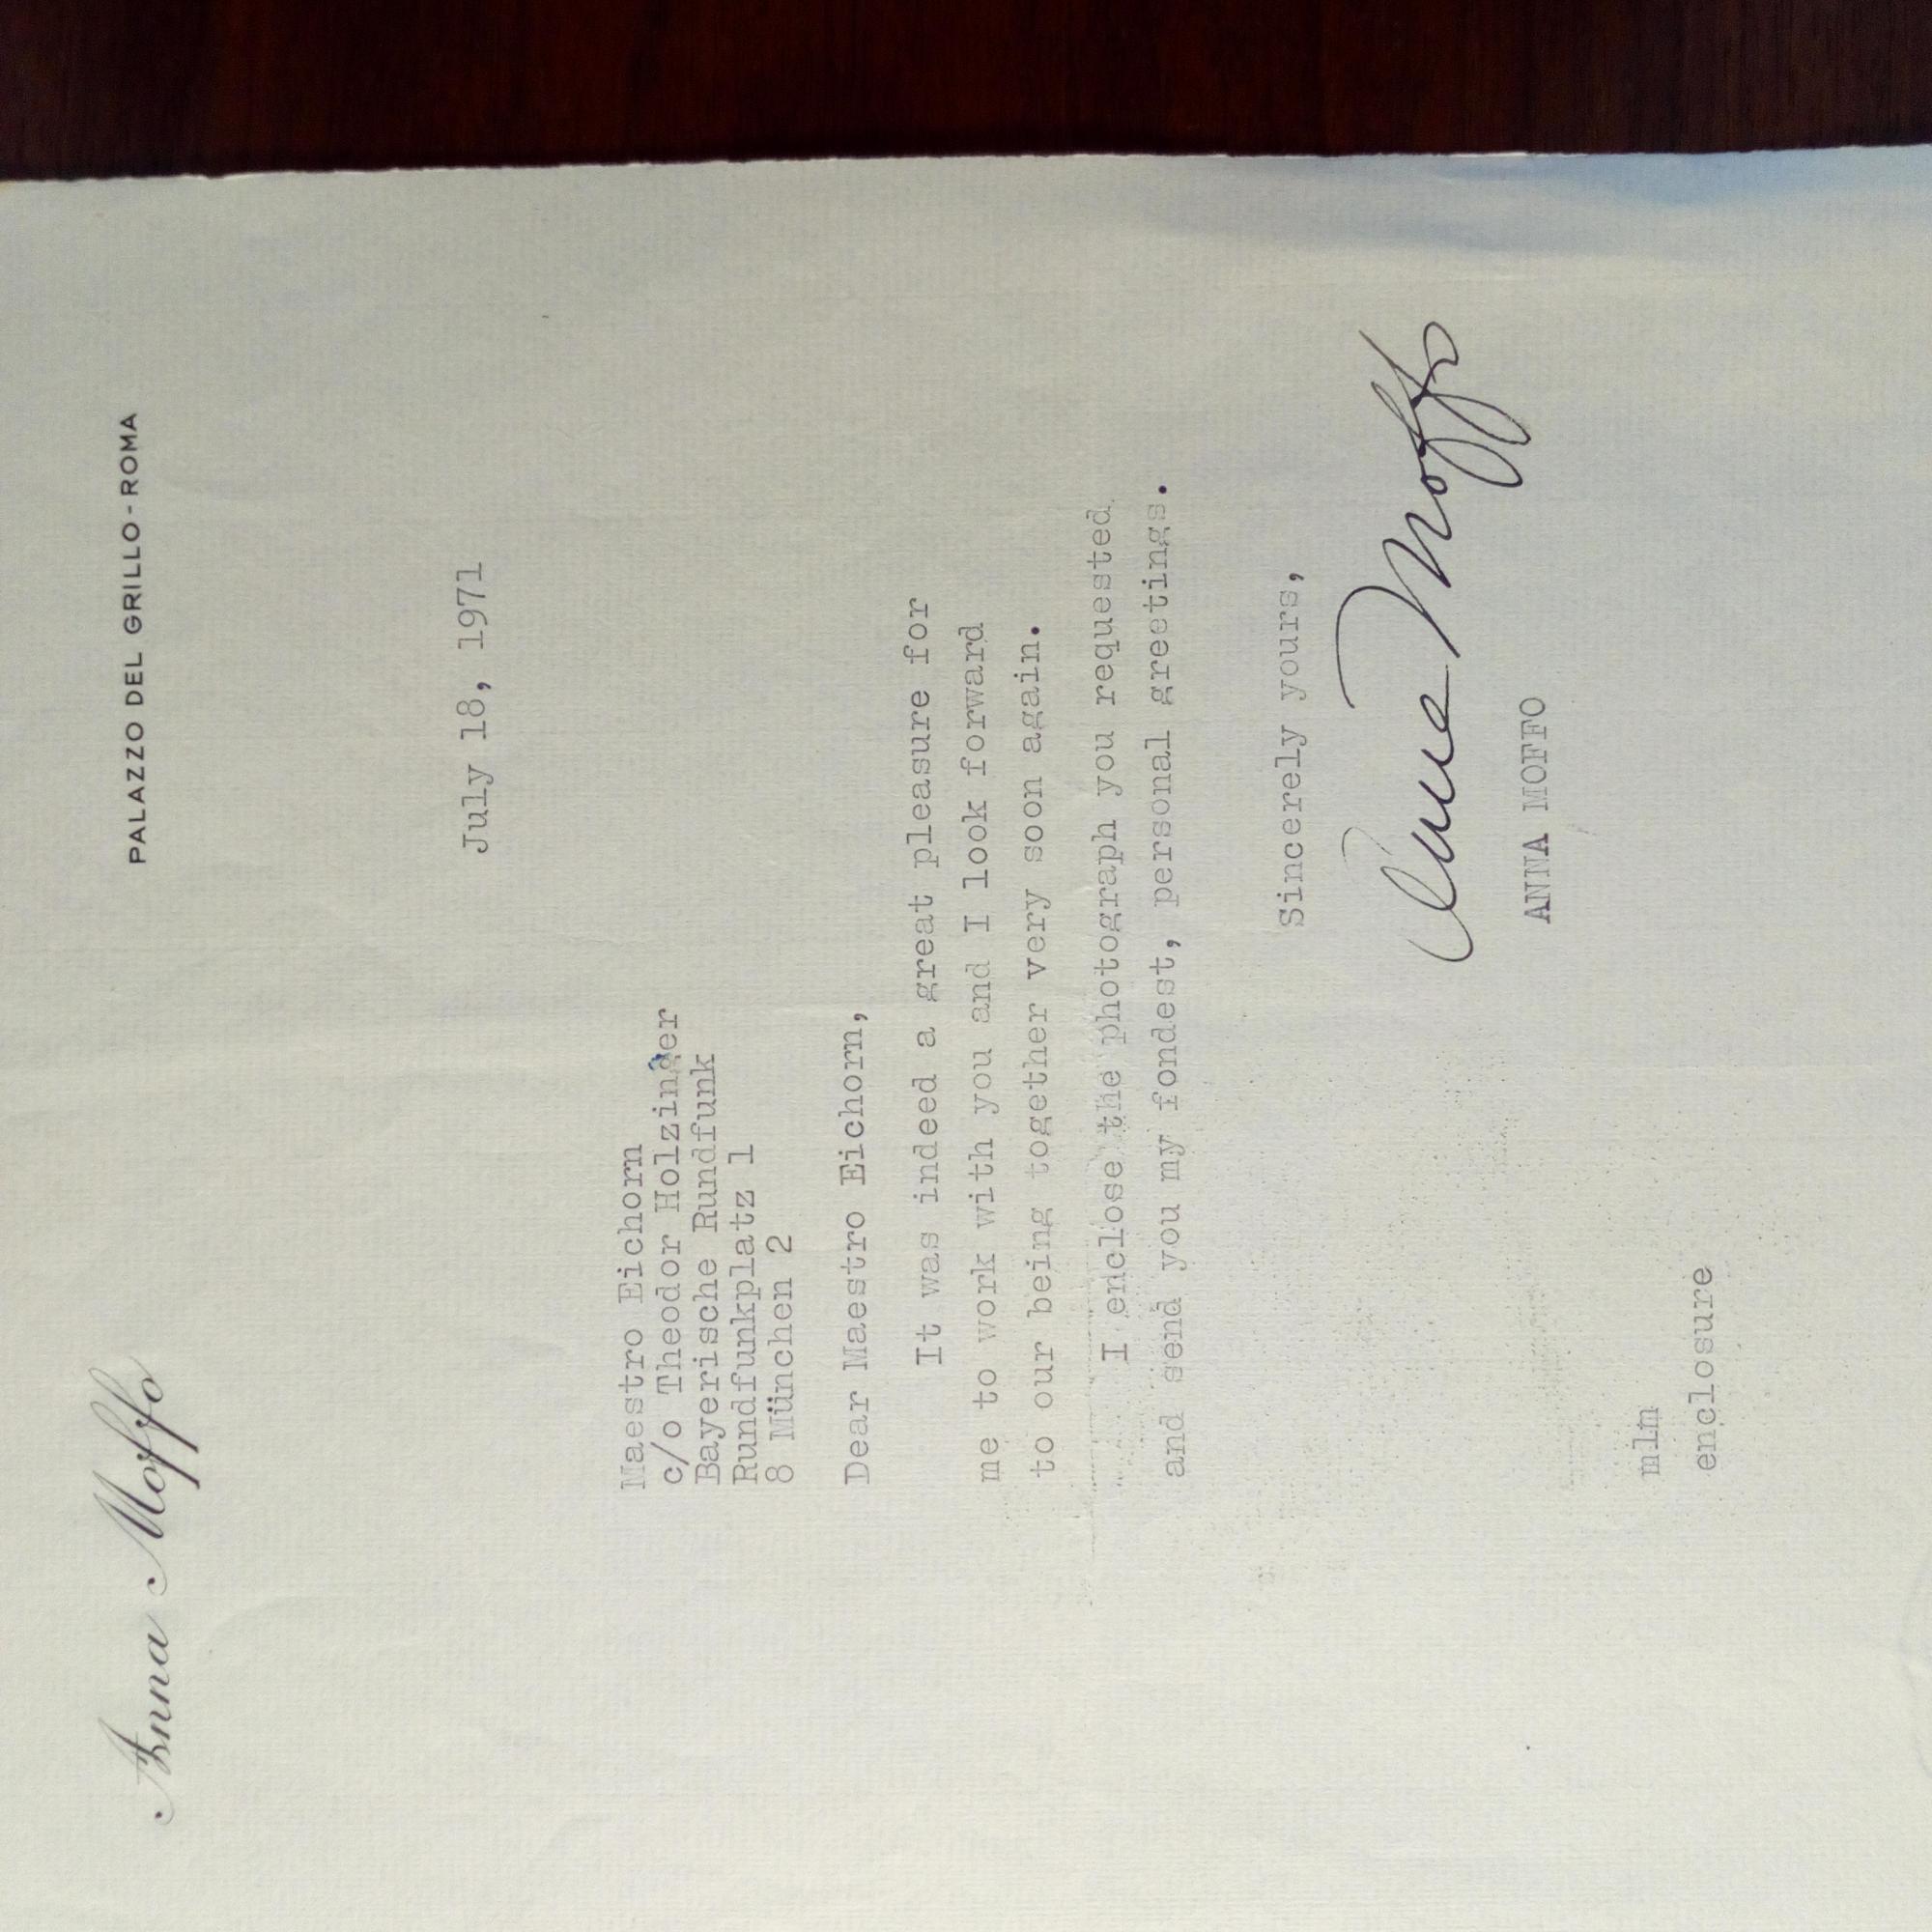 Anna Moffo
PALAZZO DEL GRILLO - ROMA
July 18, 1971
Maestro Eichorn
c/o Theodor Holzinger
Bayerische Rundfunk
Rundfunkplatz 1
8 München 2
Dear Maestro Eichorn,
It was indeed a great pleasure for
me to work with you and I look forward
to our being together very soon again.
I enclose the photograph you requested
and send you my fondest, personal greetings.
Sincerely yours,
Anna Moffo
ANNA MOFFO
mlm
enclosure